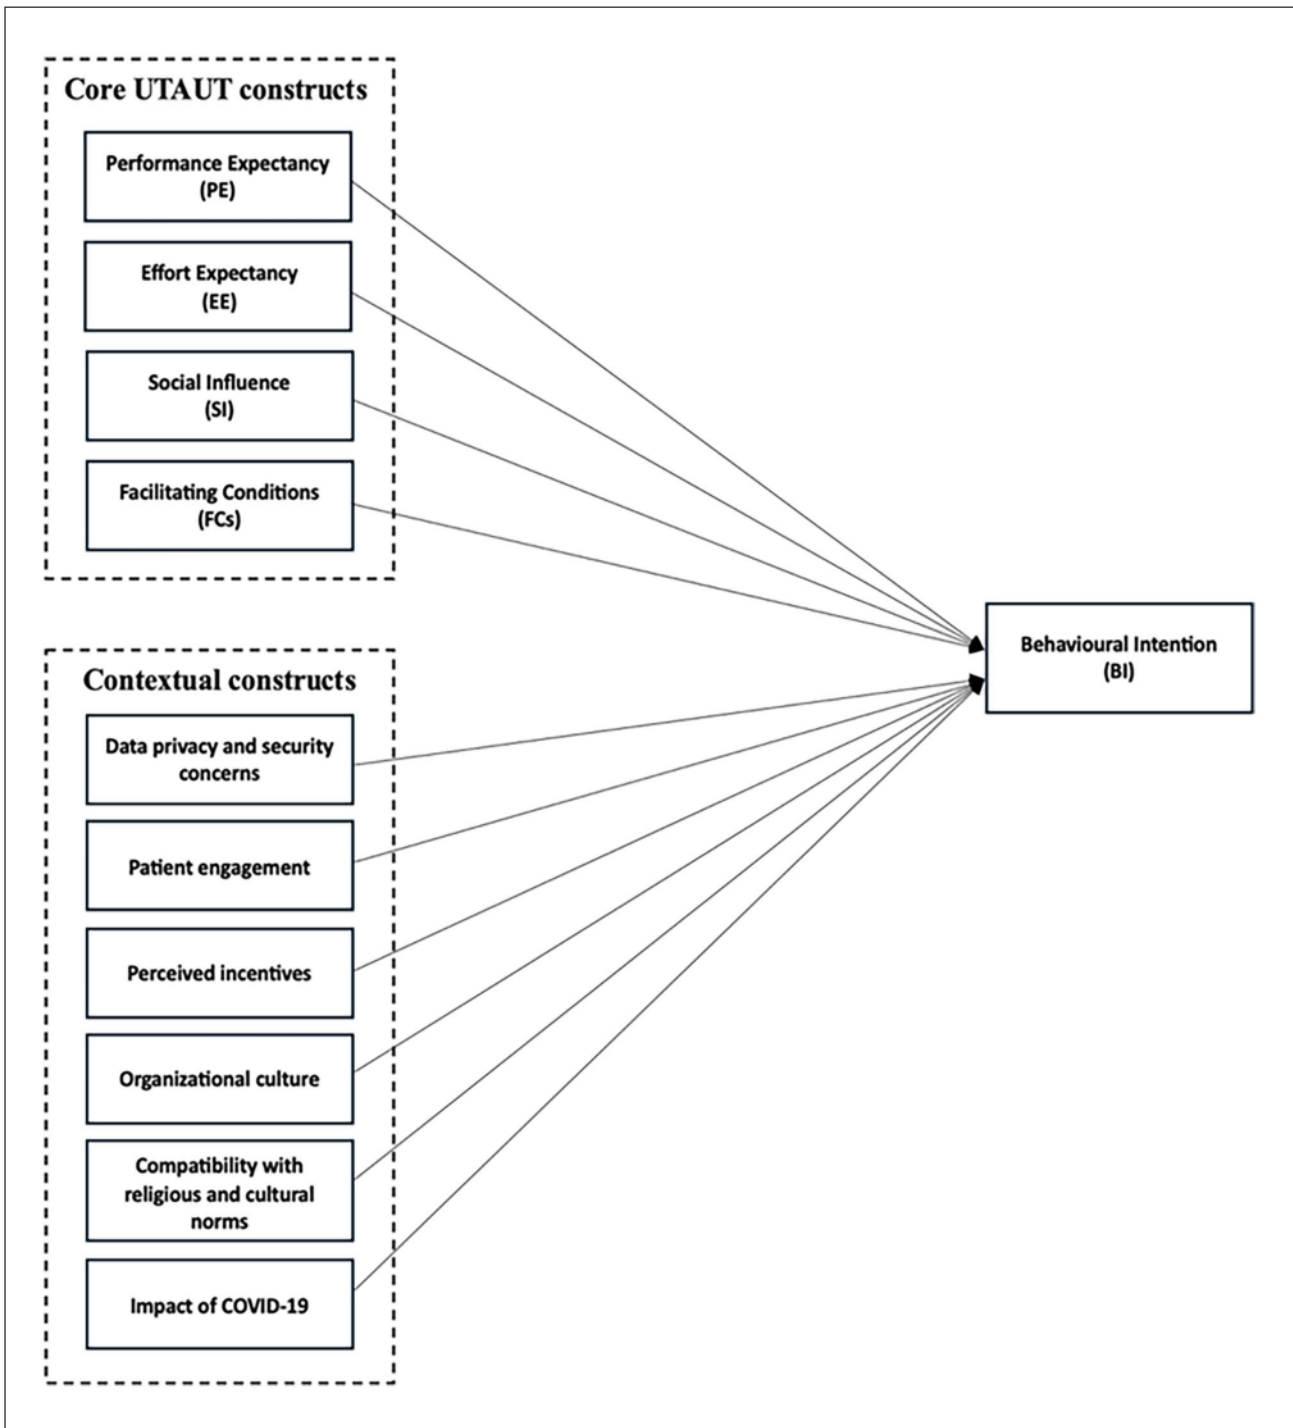 Core UTAUT constructs
Performance Expectancy
(PE)
Effort Expectancy
(EE)
Social Influence
(SI)
Facilitating Conditions
(FCs)
Behavioural Intention
(BI)
Contextual constructs
Data privacy and security
concerns
Patient engagement
Perceived incentives
Organizational culture
Compatibility with
religious and cultural
norms
Impact of COVID-19